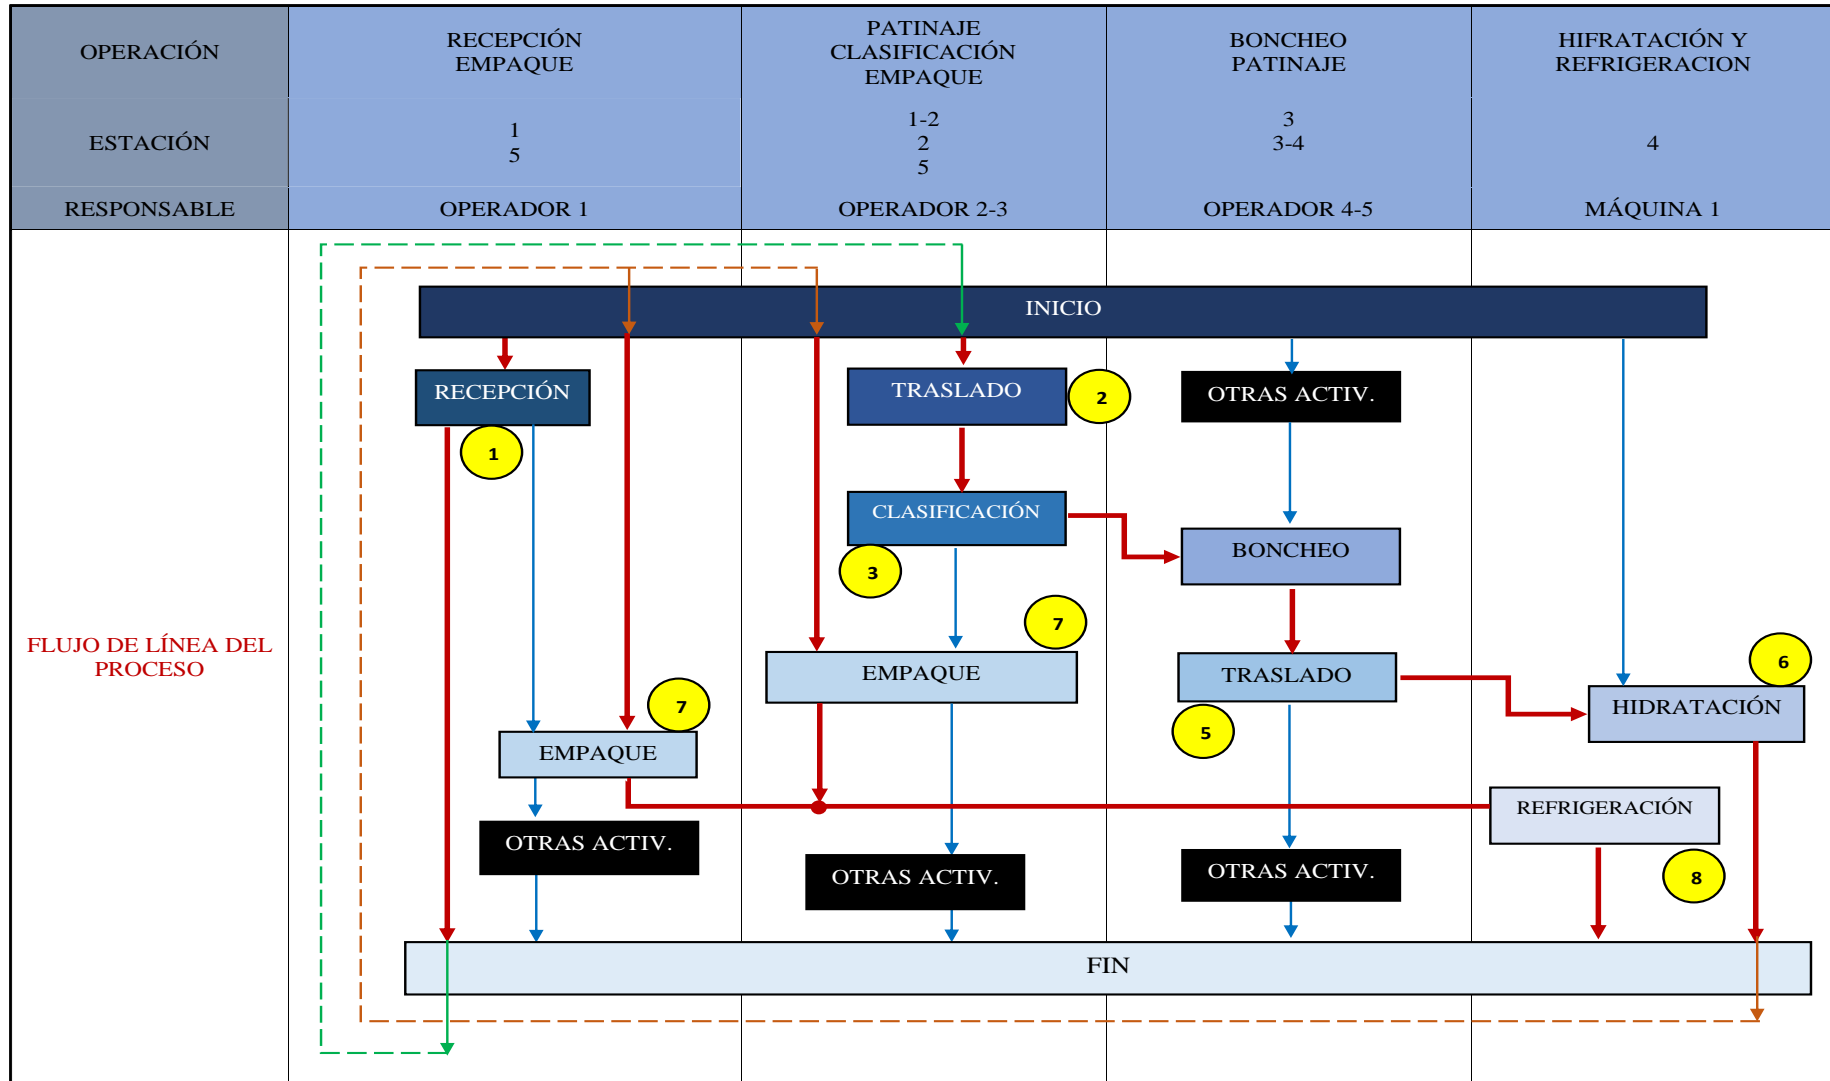 OPERACIÓN
RECEPCIÓN
EMPAQUE
PATINAJE
CLASIFICACIÓN
EMPAQUE
BONCHEO
PATINAJE
HIFRATACIÓN Y
REFRIGERACION
ESTACIÓN
1
5
1-2
2
5
3
3-4
4
RESPONSABLE
OPERADOR 1
OPERADOR 2-3
OPERADOR 4-5
MÁQUINA 1
FLUJO DE LÍNEA DEL
PROCESO
INICIO
RECEPCIÓN
1
TRASLADO
2
OTRAS ACTIV.
CLASIFICACIÓN
3
BONCHEO
7
EMPAQUE
TRASLADO
5
6
HIDRATACIÓN
7
EMPAQUE
REFRIGERACIÓN
8
OTRAS ACTIV.
OTRAS ACTIV.
OTRAS ACTIV.
FIN